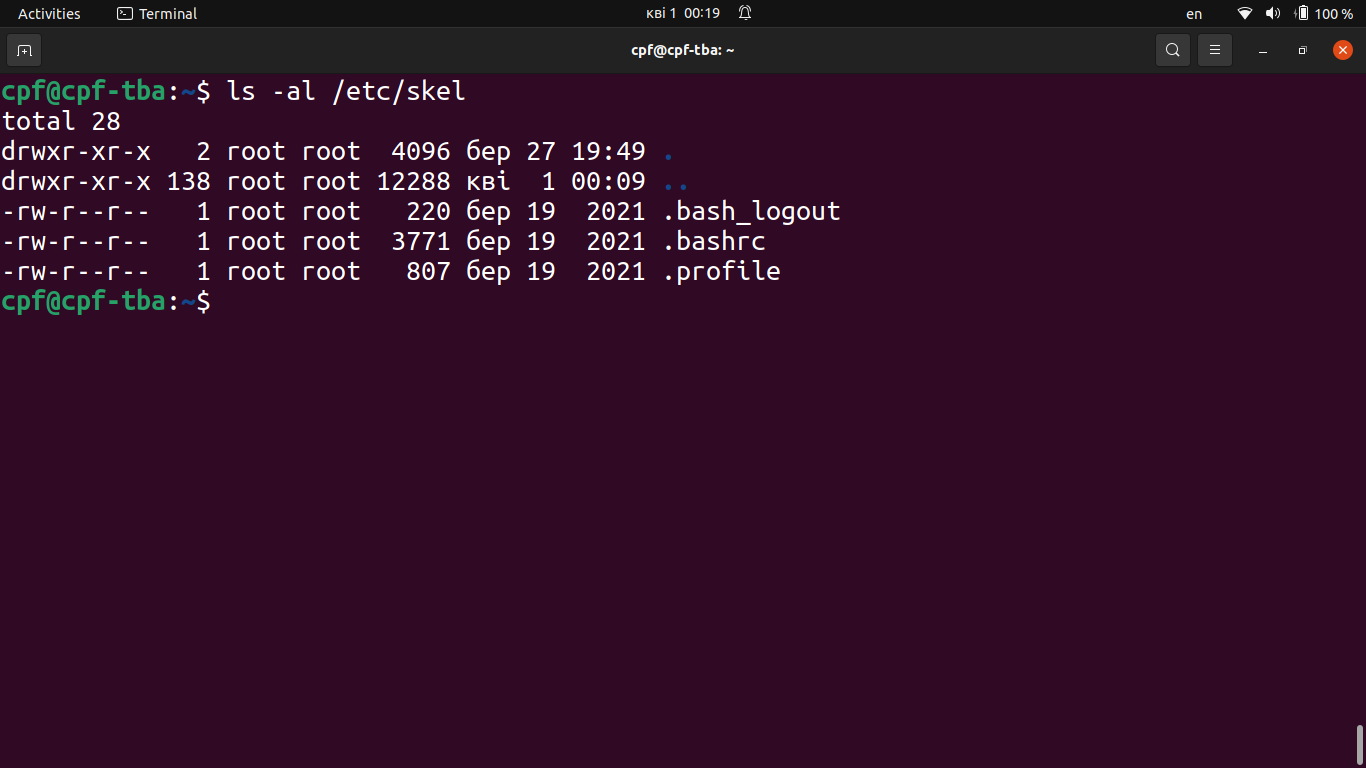 Activities Terminal кві 1 00:19 en 100 %
cpf@cpf-tba: ~
cpf@cpf-tba:~$ ls -al /etc/skel
total 28
drwxr-xr-x   2 root root  4096 бер 27 19:49 .
drwxr-xr-x 138 root root 12288 кві  1 00:09 ..
-rw-r--r--   1 root root   220 бер 19  2021 .bash_logout
-rw-r--r--   1 root root  3771 бер 19  2021 .bashrc
-rw-r--r--   1 root root   807 бер 19  2021 .profile
cpf@cpf-tba:~$